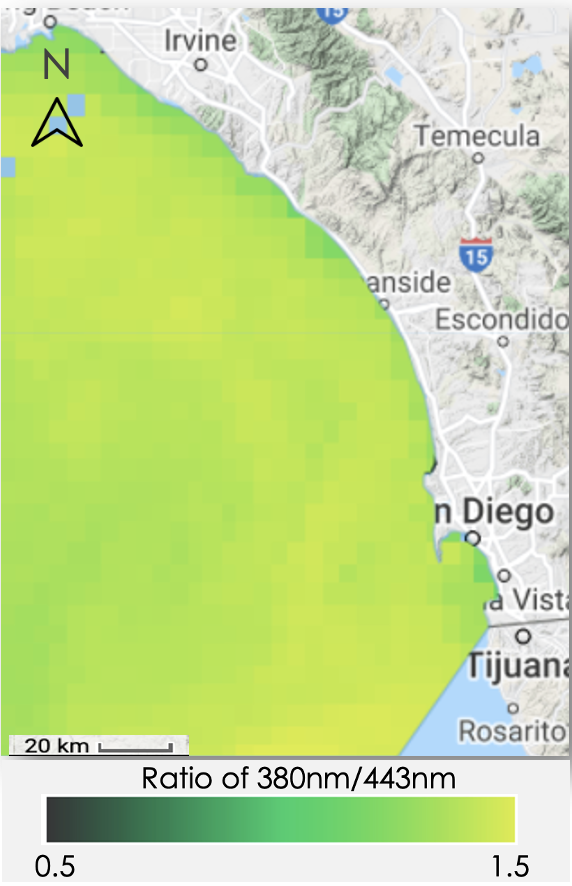 15
Irvine
N
Temecula
15
anside
Escondido
n Diego
a Vista
Tijuana
Rosarito
20 km
Ratio of 380nm/443nm
0.5
1.5